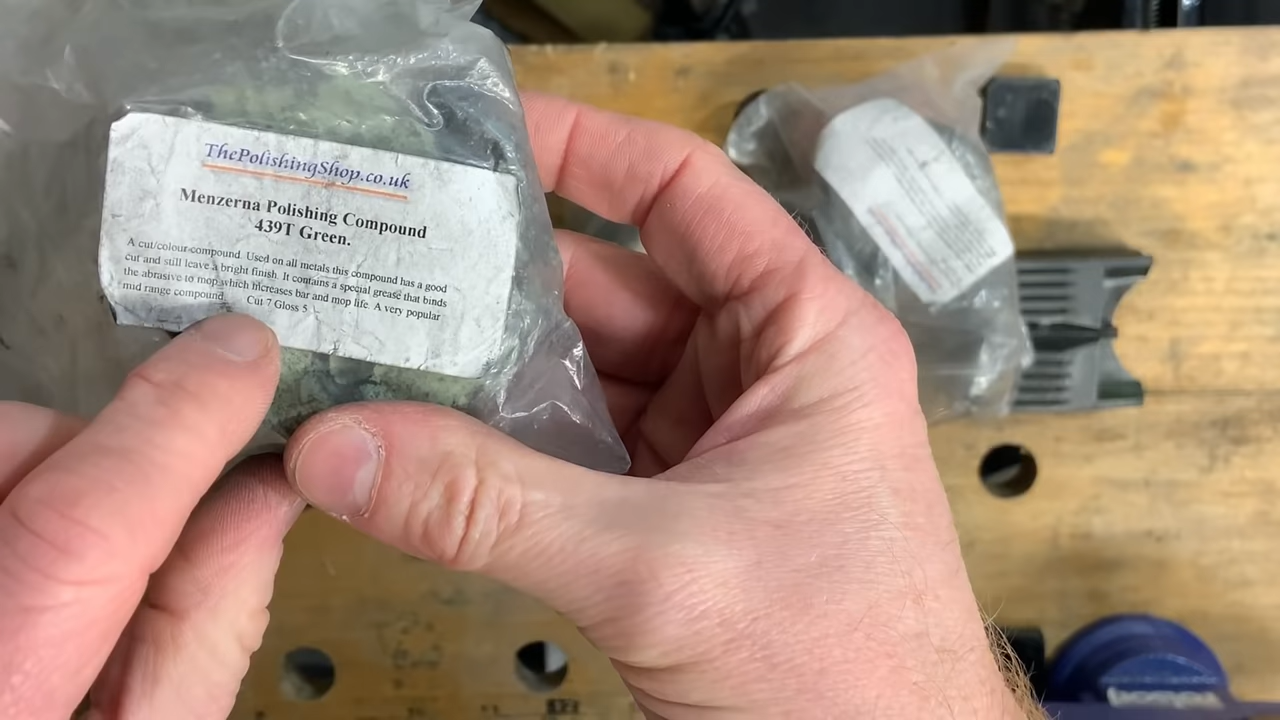 ThePolishingShop.co.uk
Menzerna Polishing Compound
439T Green.
A cut/colour compound. Used on all metals this compound has a good
cut and still leave a bright finish. It contains a special grease that binds
the abrasive to mop which increases bar and mop life. A very popular
mid range compound. Cut 7 Gloss 5
12